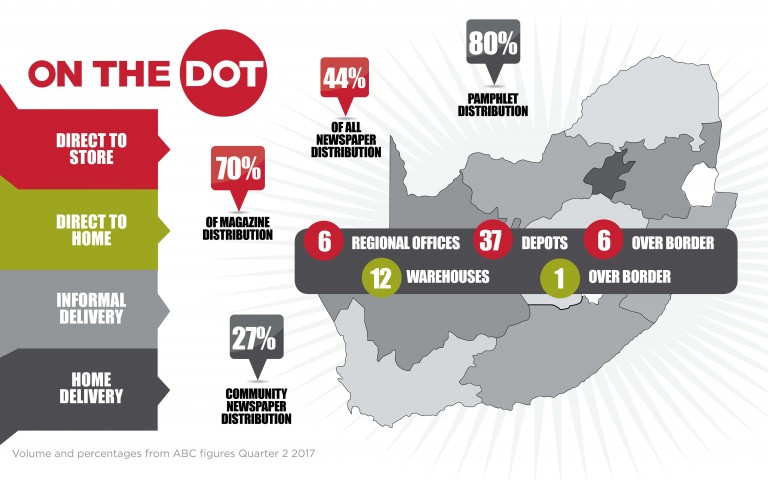 ON THE DOT
DIRECT TO
STORE
DIRECT TO
HOME
INFORMAL
DELIVERY
HOME
DELIVERY
44%
OF ALL
NEWSPAPER
DISTRIBUTION
80%
PAMPHLET
DISTRIBUTION
70%
OF MAGAZINE
DISTRIBUTION
27%
COMMUNITY
NEWSPAPER
DISTRIBUTION
6 REGIONAL OFFICES 37 DEPOTS 6 OVER BORDER
12 WAREHOUSES 1 OVER BORDER
Volume and percentages from ABC figures Quarter 2 2017